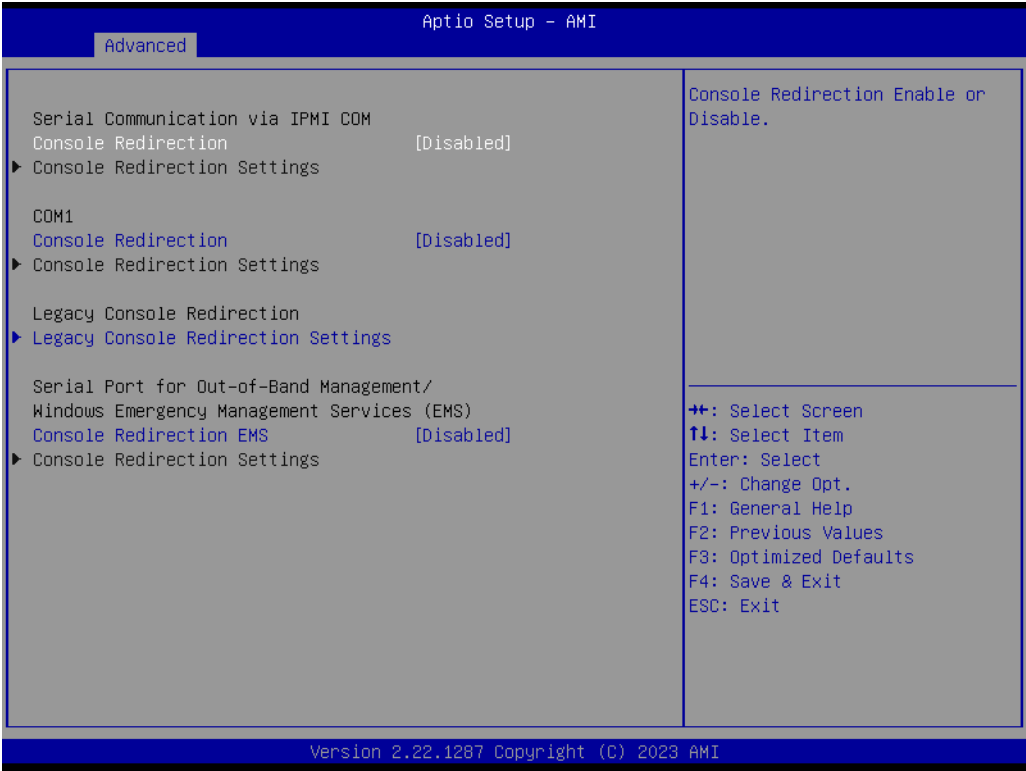 Aptio Setup – AMI
Advanced
Serial Communication via IPMI COM
Console Redirection [Disabled]
Console Redirection Settings
COM1
Console Redirection [Disabled]
Console Redirection Settings
Legacy Console Redirection
Legacy Console Redirection Settings
Serial Port for Out-of-Band Management/
Windows Emergency Management Services (EMS)
Console Redirection EMS [Disabled]
Console Redirection Settings
Console Redirection Enable or
Disable.
→←: Select Screen
↑↓: Select Item
Enter: Select
+/-: Change Opt.
F1: General Help
F2: Previous Values
F3: Optimized Defaults
F4: Save & Exit
ESC: Exit
Version 2.22.1287 Copyright (C) 2023 AMI